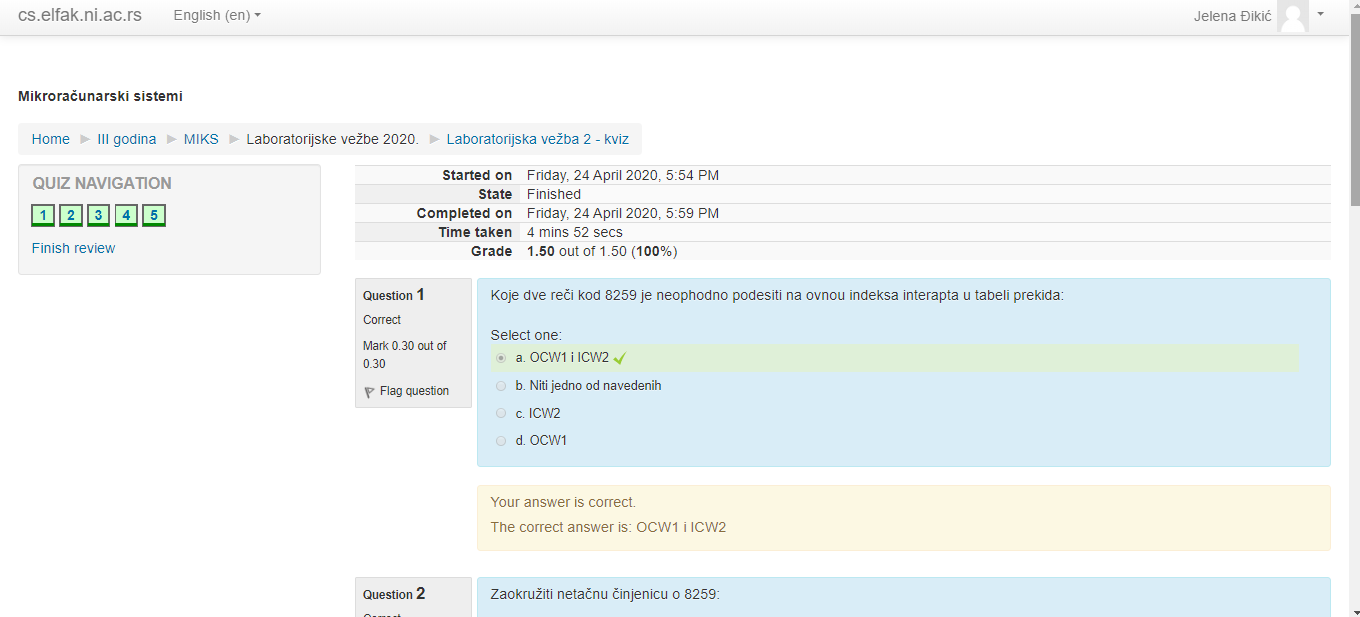 cs.elfak.ni.ac.rs English (en) Jelena Đikić
Mikroračunarski sistemi
Home III godina MIKS Laboratorijske vežbe 2020. Laboratorijska vežba 2 - kviz
QUIZ NAVIGATION
1 2 3 4 5
Finish review
Started on Friday, 24 April 2020, 5:54 PM
State Finished
Completed on Friday, 24 April 2020, 5:59 PM
Time taken 4 mins 52 secs
Grade 1.50 out of 1.50 (100%)
Question 1
Correct
Mark 0.30 out of
0.30
Flag question
Koje dve reči kod 8259 je neophodno podesiti na ovnou indeksa interapta u tabeli prekida:
Select one:
a. OCW1 i ICW2
b. Niti jedno od navedenih
c. ICW2
d. OCW1
Your answer is correct.
The correct answer is: OCW1 i ICW2
Question 2
Correct
Zaokružiti netačnu činjenicu o 8259: